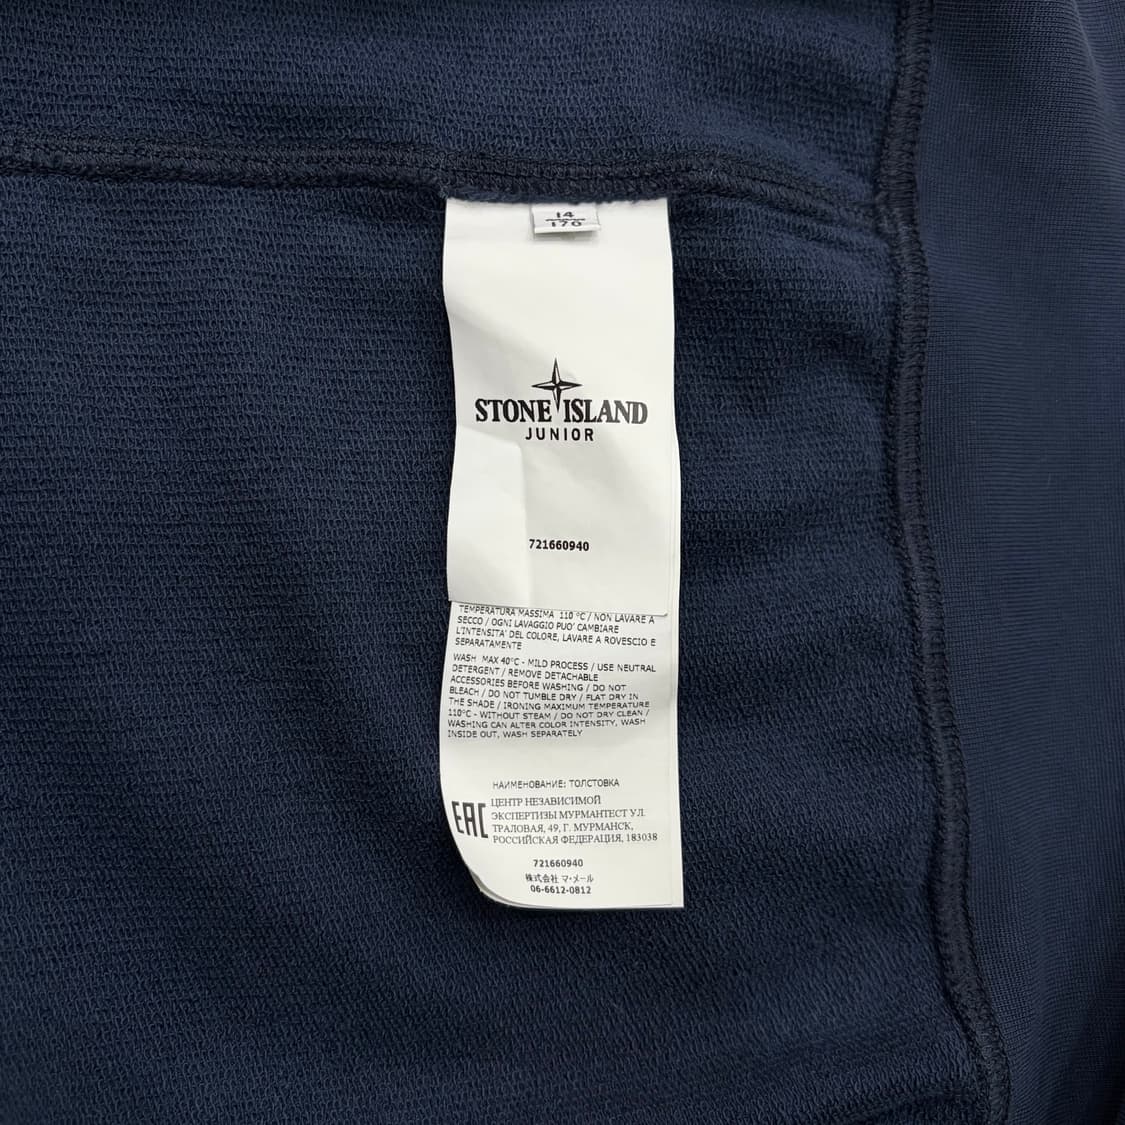 14
170
STONE ISLAND
JUNIOR
721660940
TEMPERATURA MASSIMA 110 °C / NON LAVARE A
SECCO / OGNI LAVAGGIO PUO' CAMBIARE
L'INTENSITA' DEL COLORE, LAVARE A ROVESCIO E
SEPARATAMENTE
WASH MAX 40°C - MILD PROCESS / USE NEUTRAL
DETERGENT / REMOVE DETACHABLE
ACCESSORIES BEFORE WASHING / DO NOT
BLEACH / DO NOT TUMBLE DRY / FLAT DRY IN
THE SHADE / IRONING MAXIMUM TEMPERATURE
110°C - WITHOUT STEAM / DO NOT DRY CLEAN /
WASHING CAN ALTER COLOR INTENSITY, WASH
INSIDE OUT, WASH SEPARATELY
НАИМЕНОВАНИЕ: ТОЛСТОВКА
EAC
ЦЕНТР НЕЗАВИСИМОЙ
ЭКСПЕРТИЗЫ МУРМАНТЕСТ УЛ.
ТРАЛОВАЯ, 49, Г. МУРМАНСК,
РОССИЙСКАЯ ФЕДЕРАЦИЯ, 183038
721660940
株式会社 マ・メール
06-6612-0812